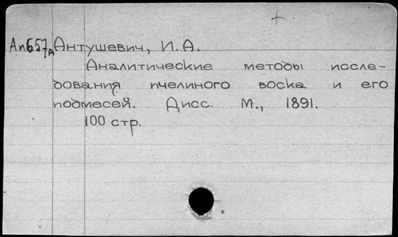 Ап657А Антушевич, И.А.
Аналитические методы иссле-
дования пчелиного воска и его
подмесей. Дисс. М., 1891.
100 стр.